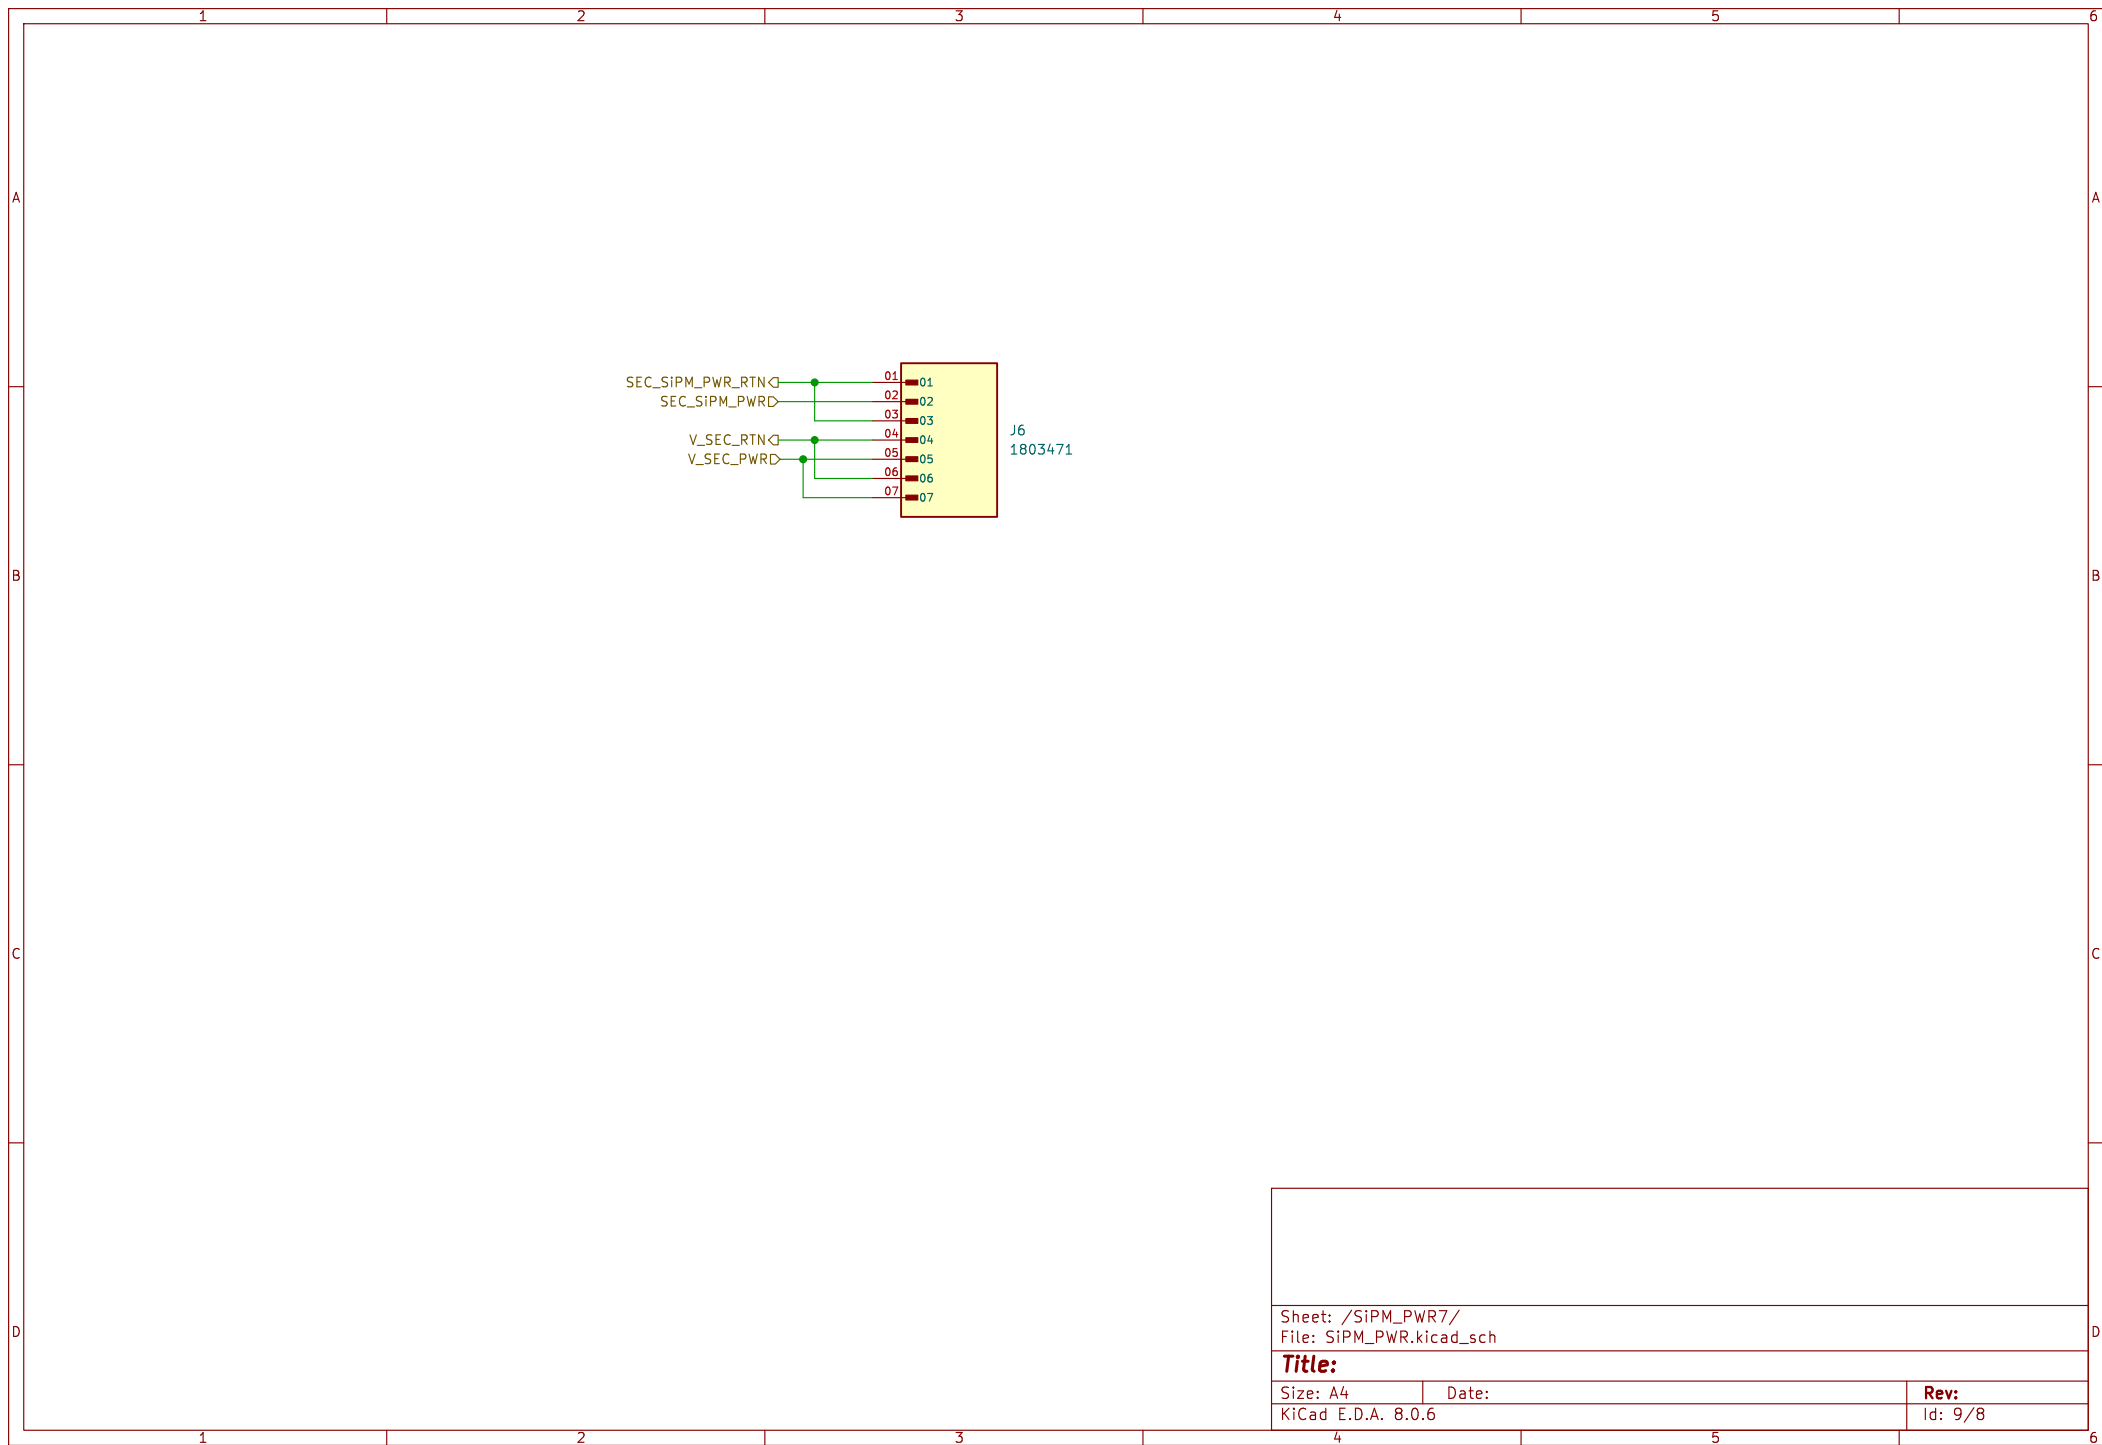 1 2 3 4 5 6
A A
SEC_SiPM_PWR_RTN 01 01
SEC_SiPM_PWR 02 02
03 03
V_SEC_RTN 04 04
V_SEC_PWR 05 05
06 06
07 07
J6
1803471
B B
C C
Sheet: /SiPM_PWR7/
File: SiPM_PWR.kicad_sch
D D
Title:
Size: A4 Date: Rev:
KiCad E.D.A. 8.0.6 Id: 9/8
1 2 3 4 5 6